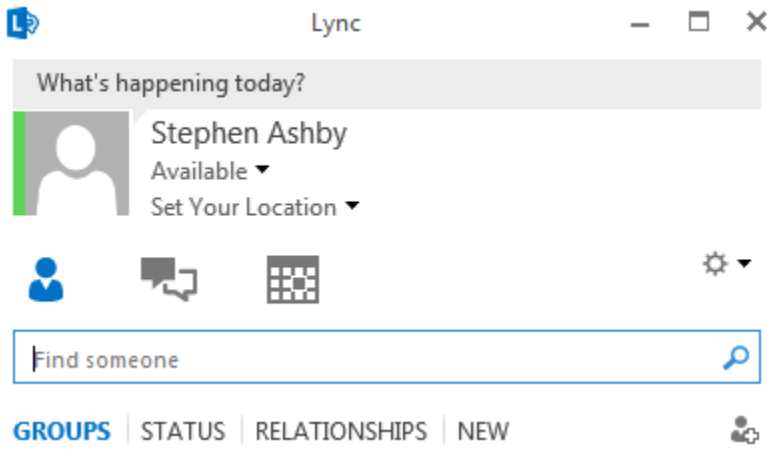 Lync
What's happening today?
Stephen Ashby
Available
Set Your Location
Find someone
GROUPS STATUS RELATIONSHIPS NEW